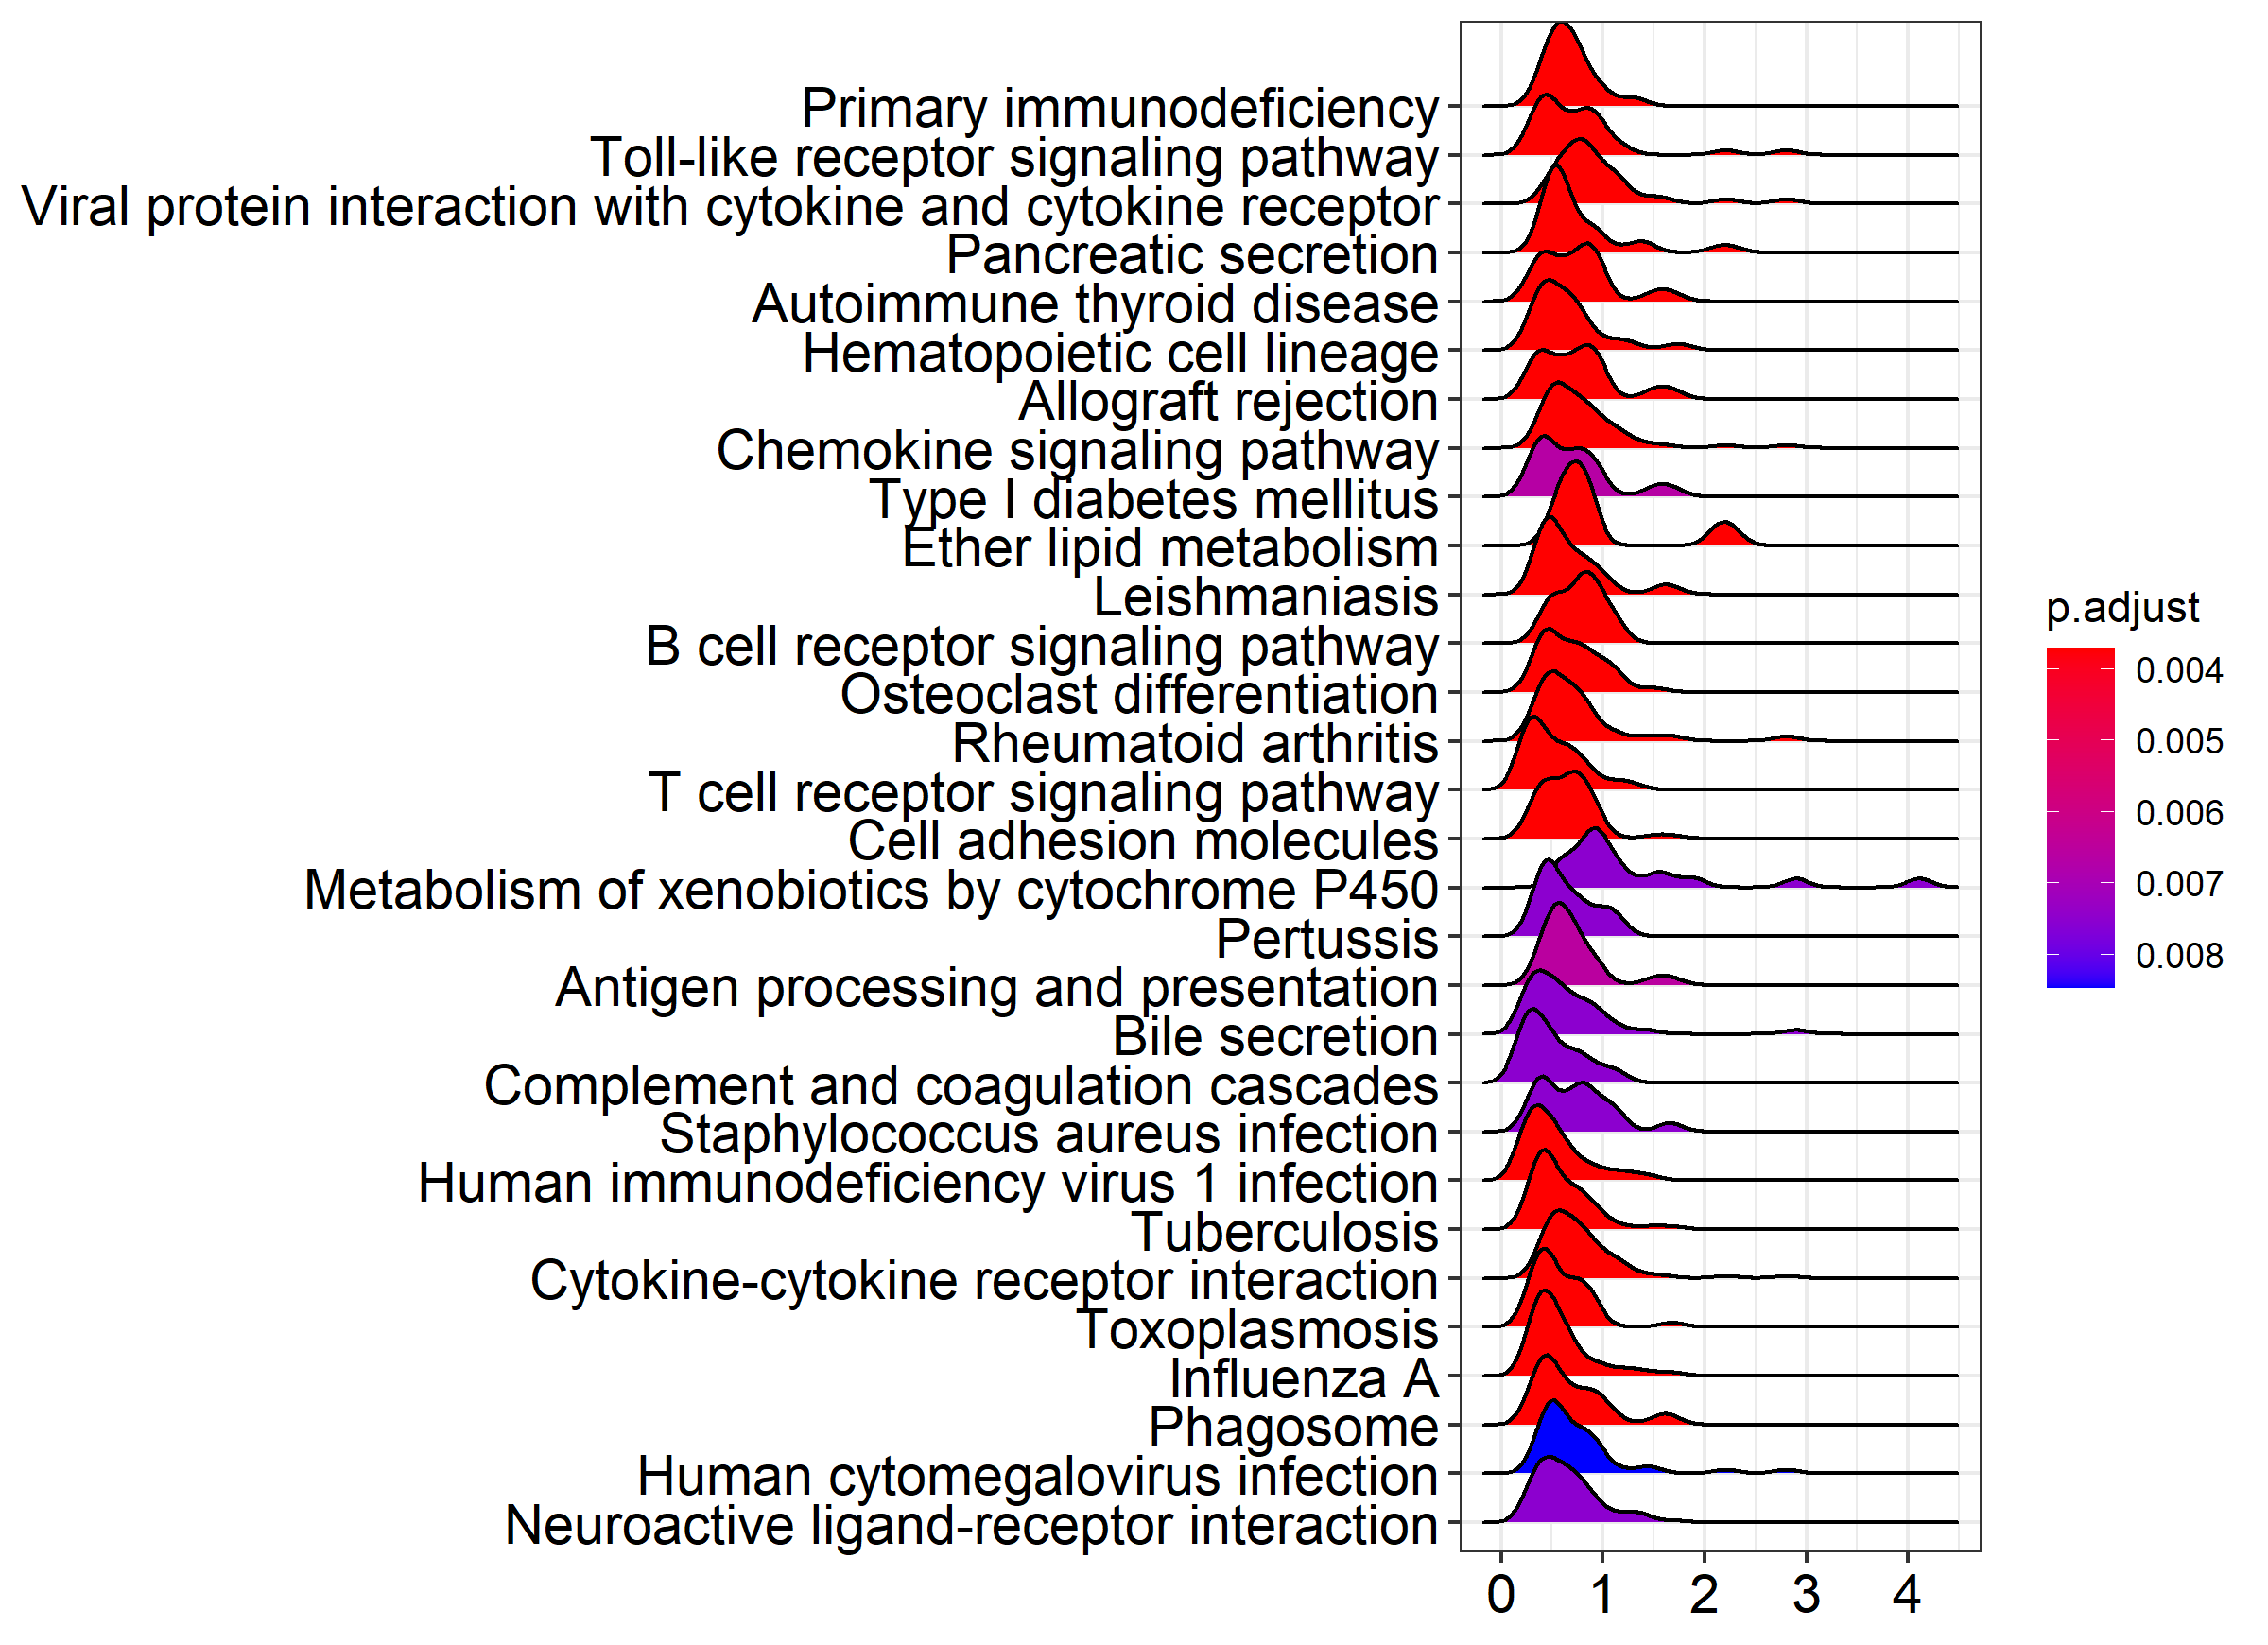 Primary immunodeficiency
Toll-like receptor signaling pathway
Viral protein interaction with cytokine and cytokine receptor
Pancreatic secretion
Autoimmune thyroid disease
Hematopoietic cell lineage
Allograft rejection
Chemokine signaling pathway
Type I diabetes mellitus
Ether lipid metabolism
Leishmaniasis
B cell receptor signaling pathway
Osteoclast differentiation
Rheumatoid arthritis
T cell receptor signaling pathway
Cell adhesion molecules
Metabolism of xenobiotics by cytochrome P450
Pertussis
Antigen processing and presentation
Bile secretion
Complement and coagulation cascades
Staphylococcus aureus infection
Human immunodeficiency virus 1 infection
Tuberculosis
Cytokine-cytokine receptor interaction
Toxoplasmosis
Influenza A
Phagosome
Human cytomegalovirus infection
Neuroactive ligand-receptor interaction
0 1 2 3 4
p.adjust
0.004
0.005
0.006
0.007
0.008